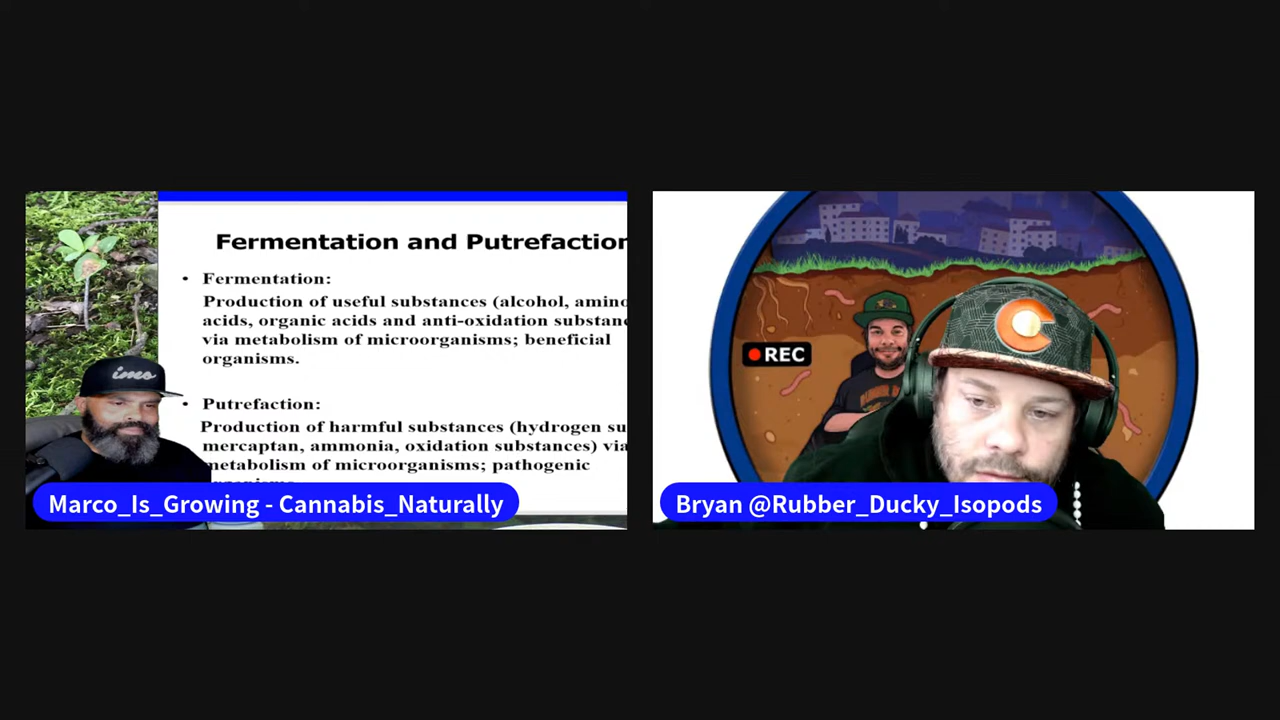 Fermentation and Putrefaction
• Fermentation:
Production of useful substances (alcohol, amino
acids, organic acids and anti-oxidation
via metabolism of microorganisms; beneficial
organisms.
• Putrefaction:
Production of harmful substances (hydrogen
mercaptan, ammonia, oxidation substances) via
metabolism of microorganisms; pathogenic
imo
Marco_Is_Growing - Cannabis_Naturally
REC
C
Bryan @Rubber_Ducky_Isopods